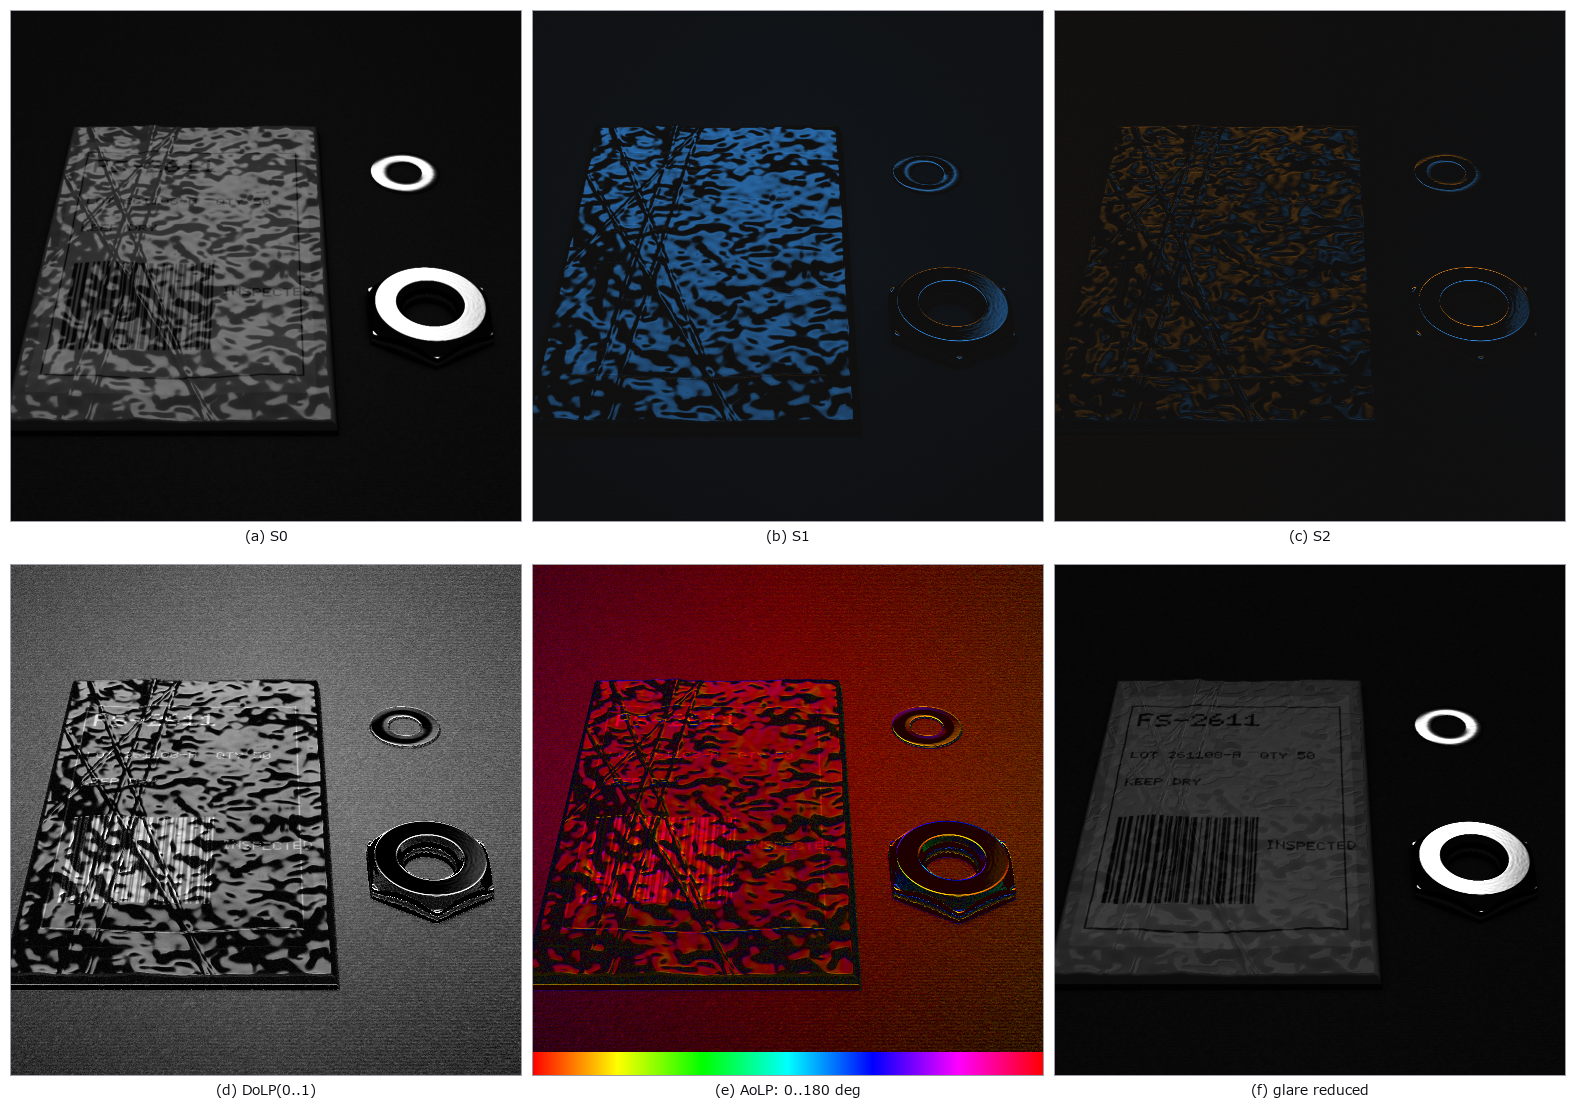 (a) S0
(b) S1
(c) S2
FS-2611
LOT 261108-A QTY 50
KEEP DRY
INSPECTED
(d) DoLP(0..1)
(e) AoLP: 0..180 deg
(f) glare reduced